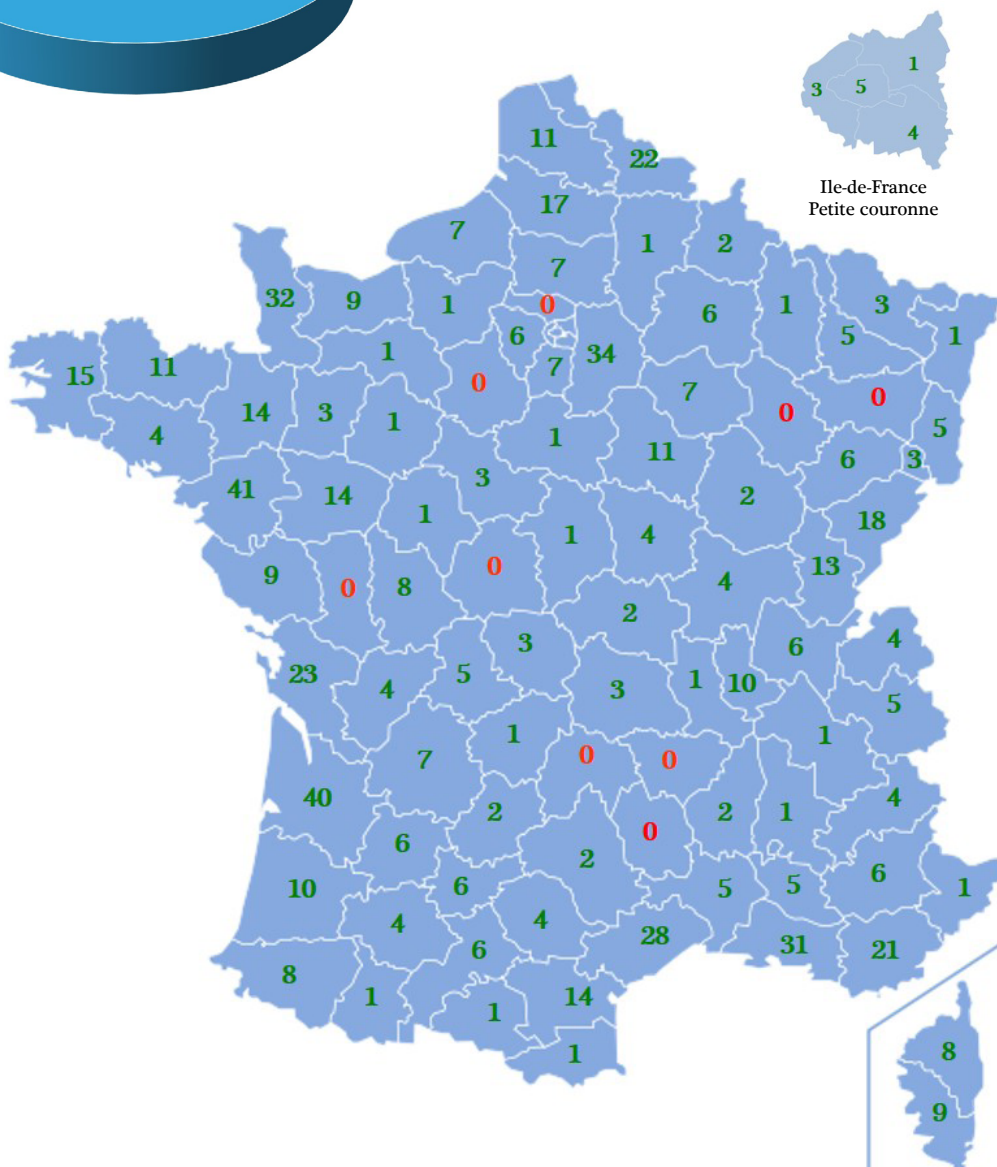 1
3 5
4
Ile-de-France
Petite couronne
11
22
17
7
1 2
7
32 9 1 0 6 1 3
6 5 1
1 7 34
15 11 0 7 0 0
14 3 1 5
4 1 11 6 3
41 14 3 2
1 1 4 18
9 0 8 0 4 13
2
3 6 4
23 4 5 3 1 10 5
1 1
7 0 0
40 2 2 1 4
0
6 2 6
10 6 5 5 1
4 4 28 31 21
6
8 1 14
1
1
8
9